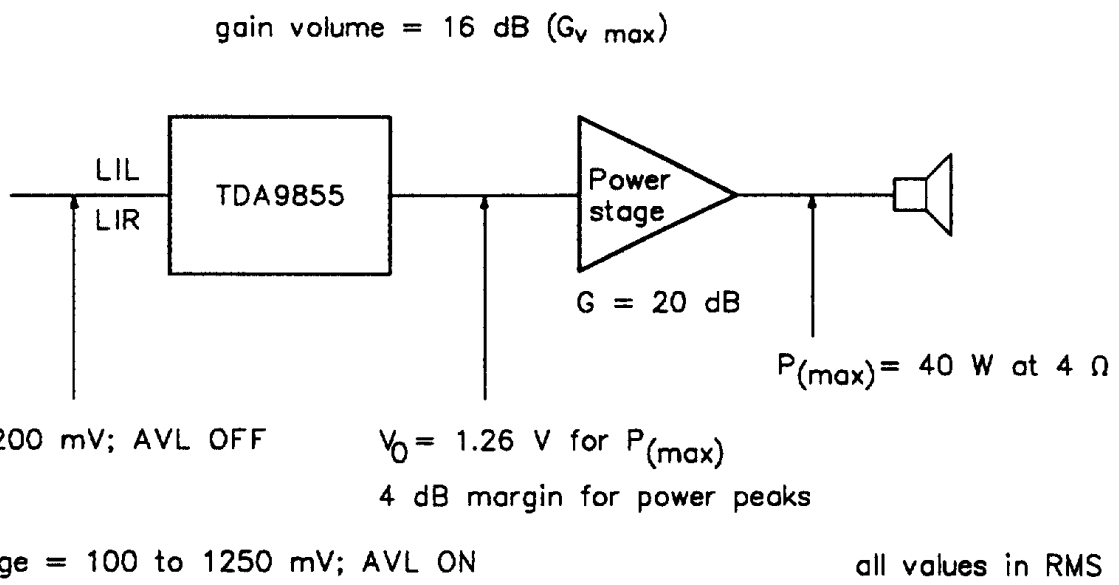 gain volume = 16 dB (Gv max)
LIL
LIR
TDA9855
Power
stage
G = 20 dB
P(max) = 40 W at 4 Ω
200 mV; AVL OFF
VO = 1.26 V for P(max)
4 dB margin for power peaks
ge = 100 to 1250 mV; AVL ON
all values in RMS